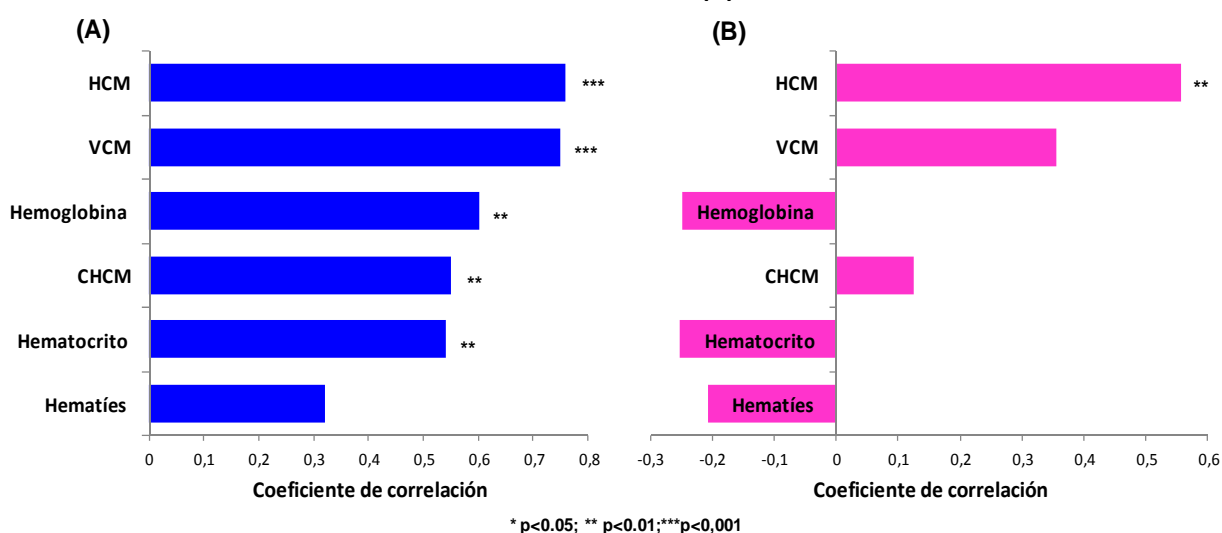 (A)
HCM
***
VCM
***
Hemoglobina
**
CHCM
**
Hematocrito
**
Hematíes
0 0,1 0,2 0,3 0,4 0,5 0,6 0,7 0,8
Coeficiente de correlación
(B)
HCM
**
VCM
Hemoglobina
CHCM
Hematocrito
Hematíes
-0,3 -0,2 -0,1 0 0,1 0,2 0,3 0,4 0,5 0,6
Coeficiente de correlación
* p<0.05; ** p<0.01;***p<0,001